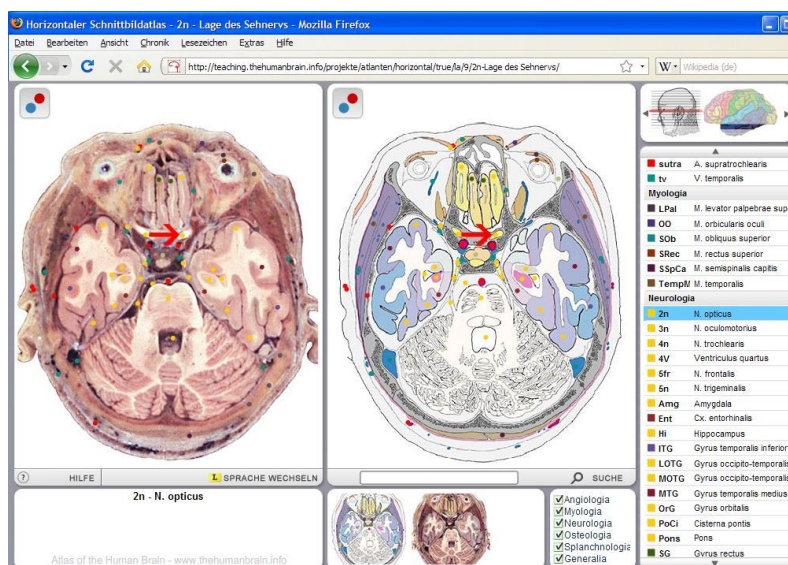 Horizontaler Schnittbildatlas - 2n - Lage des Sehnervs - Mozilla Firefox
Datei Bearbeiten Ansicht Chronik Lesezeichen Extras Hilfe
http://teaching.thehumanbrain.info/projekte/atlanten/horizontal/true/la/9/2n-Lage des Sehnervs/
W Wikipedia (de)
sutra A. supratrochlearis
tv V. temporalis
Myologia
LPal M. levator palpebrae sup
OO M. orbicularis oculi
SOb M. obliquus superior
SRec M. rectus superior
SSpCa M. semispinalis capitis
TempM M. temporalis
Neurologia
2n N. opticus
3n N. oculomotorius
4n N. trochlearis
4V Ventriculus quartus
5fr N. frontalis
5n N. trigeminalis
Amg Amygdala
Ent Cx. entorhinalis
Hi Hippocampus
ITG Gyrus temporalis inferior
LOTG Gyrus occipito-temporalis
MOTG Gyrus occipito-temporalis
MTG Gyrus temporalis medius
OrG Gyrus orbitalis
PoCi Cisterna pontis
Pons Pons
SG Gyrus rectus
? HILFE L SPRACHE WECHSELN
SUCHE
2n - N. opticus
Atlas of the Human Brain - www.thehumanbrain.info
Angiologia
Myologia
Neurologia
Osteologia
Splanchnologia
Generalia